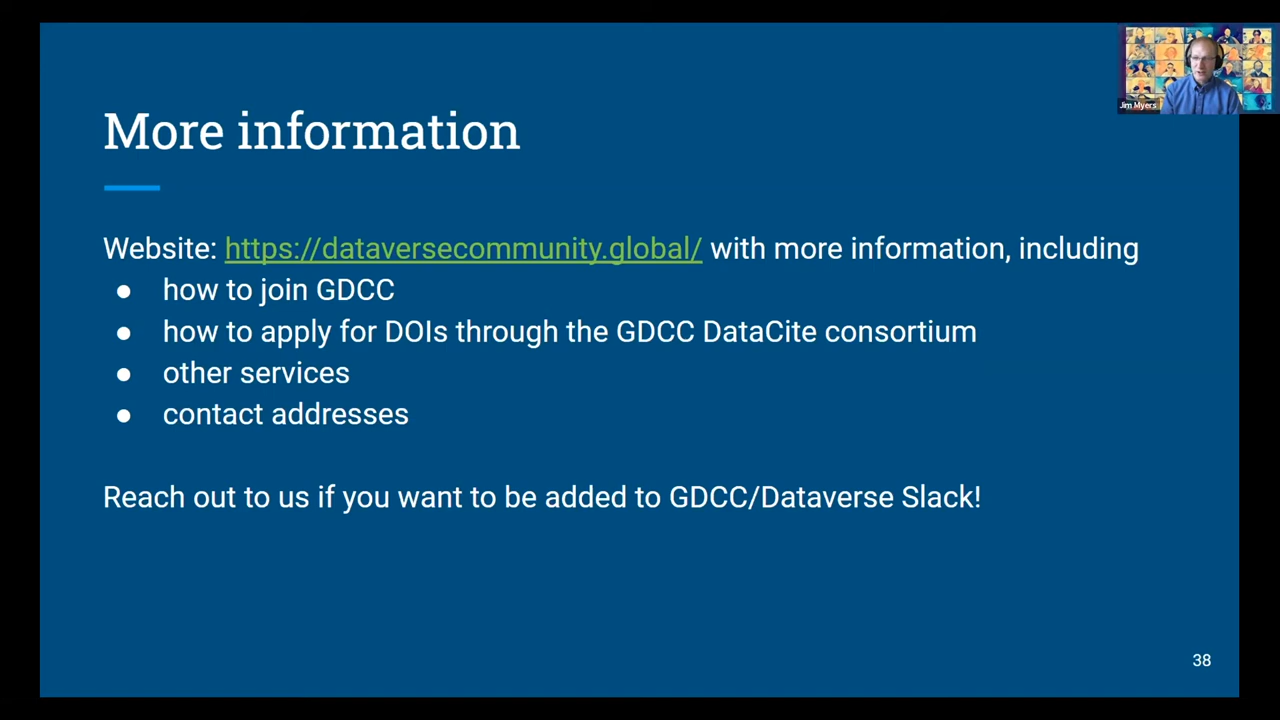 Jim Myers
More information
Website: https://dataversecommunity.global/ with more information, including
● how to join GDCC
● how to apply for DOIs through the GDCC DataCite consortium
● other services
● contact addresses
Reach out to us if you want to be added to GDCC/Dataverse Slack!
38